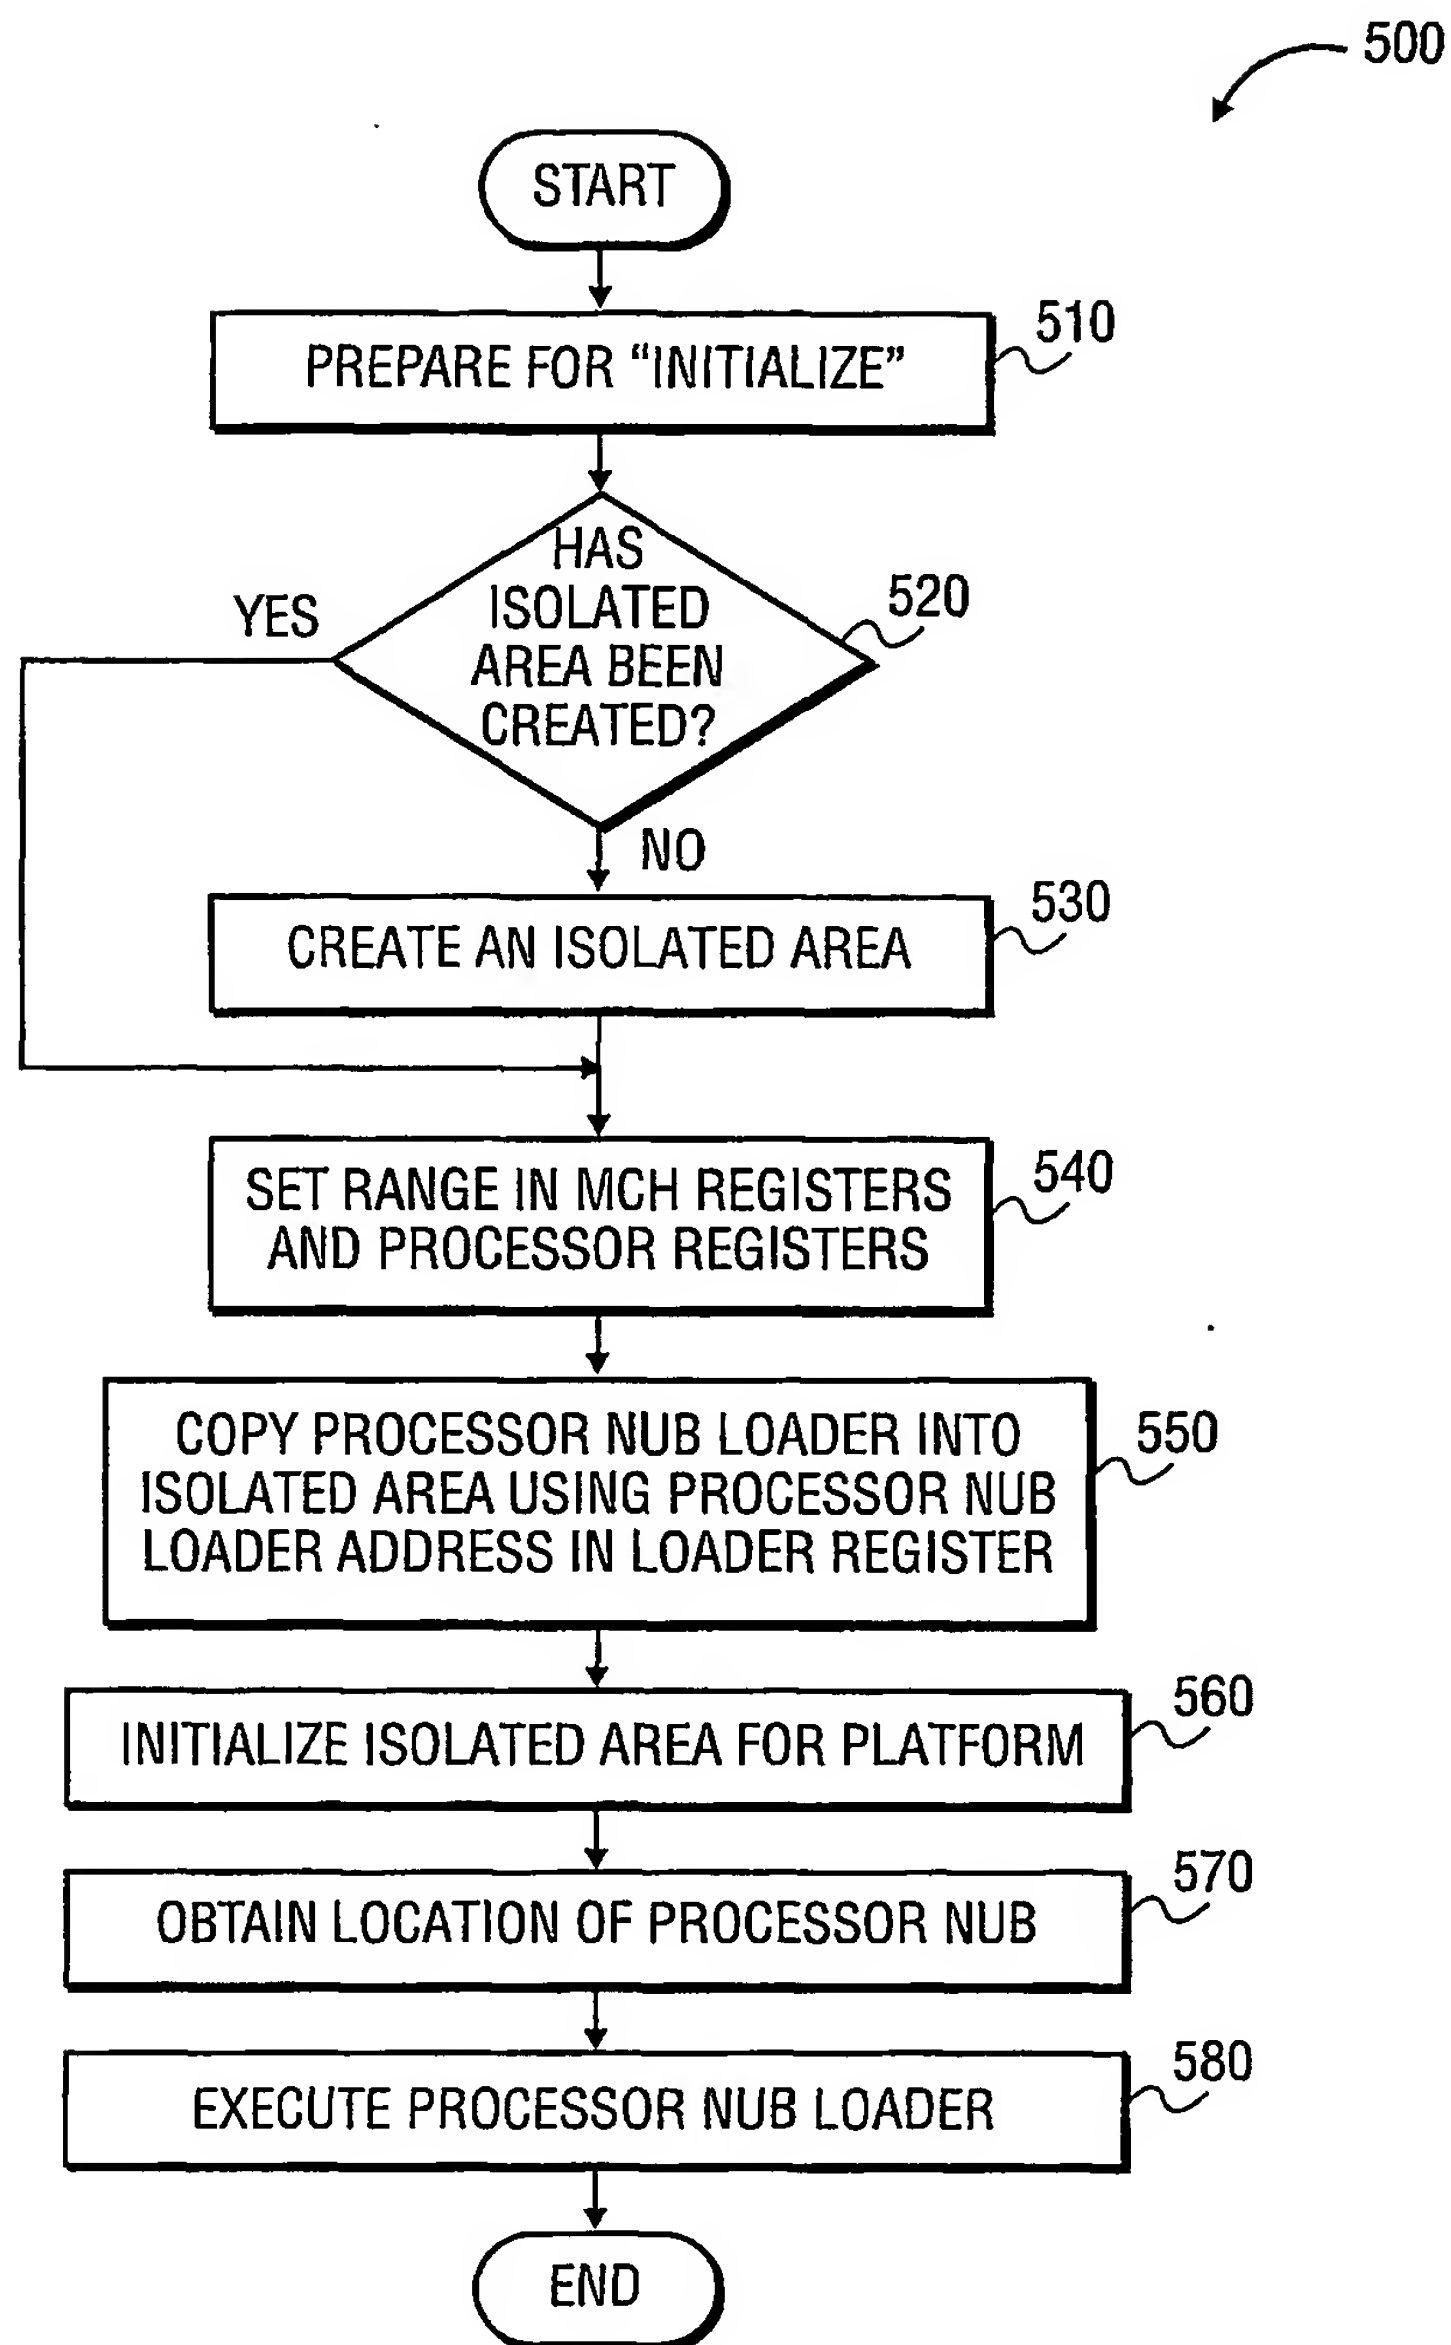 500
START
PREPARE FOR “INITIALIZE”
510
HAS
ISOLATED
AREA BEEN
CREATED?
520
YES
NO
CREATE AN ISOLATED AREA
530
SET RANGE IN MCH REGISTERS
AND PROCESSOR REGISTERS
540
COPY PROCESSOR NUB LOADER INTO
ISOLATED AREA USING PROCESSOR NUB
LOADER ADDRESS IN LOADER REGISTER
550
INITIALIZE ISOLATED AREA FOR PLATFORM
560
OBTAIN LOCATION OF PROCESSOR NUB
570
EXECUTE PROCESSOR NUB LOADER
580
END